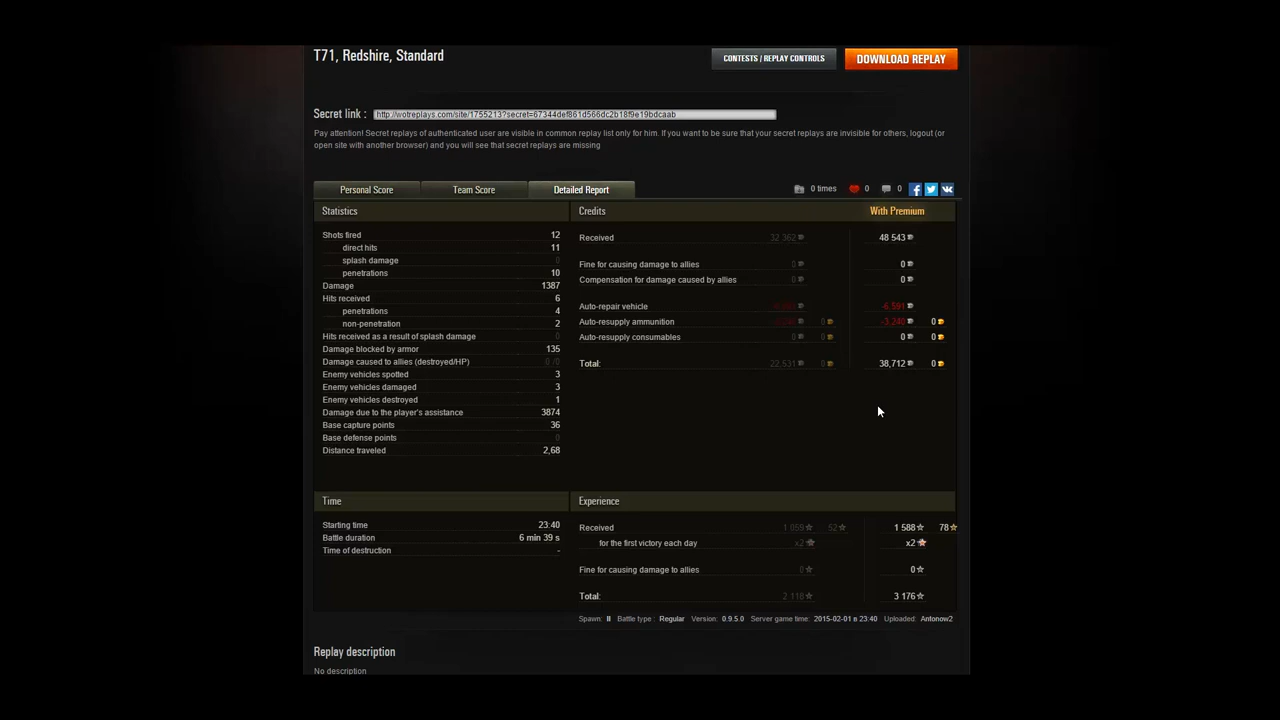 T71, Redshire, Standard
CONTESTS / REPLAY CONTROLS
DOWNLOAD REPLAY
Secret link :
http://wotreplays.com/site/1755213?secret=67344def861d566dc2b18f9e19bdcaab
Pay attention! Secret replays of authenticated user are visible in common replay list only for him. If you want to be sure that your secret replays are invisible for others, logout (or
open site with another browser) and you will see that secret replays are missing
Personal Score Team Score Detailed Report 0 times 0 0
Statistics Credits With Premium
Shots fired 12
direct hits 11
splash damage 0
penetrations 10
Damage 1387
Hits received 6
penetrations 4
non-penetration 2
Hits received as a result of splash damage 0
Damage blocked by armor 135
Damage caused to allies (destroyed/HP) 0 /0
Enemy vehicles spotted 3
Enemy vehicles damaged 3
Enemy vehicles destroyed 1
Damage due to the player's assistance 3874
Base capture points 36
Base defense points 0
Distance traveled 2,68
Received 32 362 48 543
Fine for causing damage to allies 0 0
Compensation for damage caused by allies 0 0
Auto-repair vehicle -6 591
Auto-resupply ammunition 0 -3 240 0
Auto-resupply consumables 0 0 0 0
Total: 22,531 0 38,712 0
Time Experience
Starting time 23:40
Battle duration 6 min 39 s
Time of destruction -
Received 1 059 52 1 588 78
for the first victory each day x2 x2
Fine for causing damage to allies 0 0
Total: 2 118 3 176
Spawn: II Battle type : Regular Version: 0.9.5.0 Server game time: 2015-02-01 в 23:40 Uploaded: Antonow2
Replay description
No description